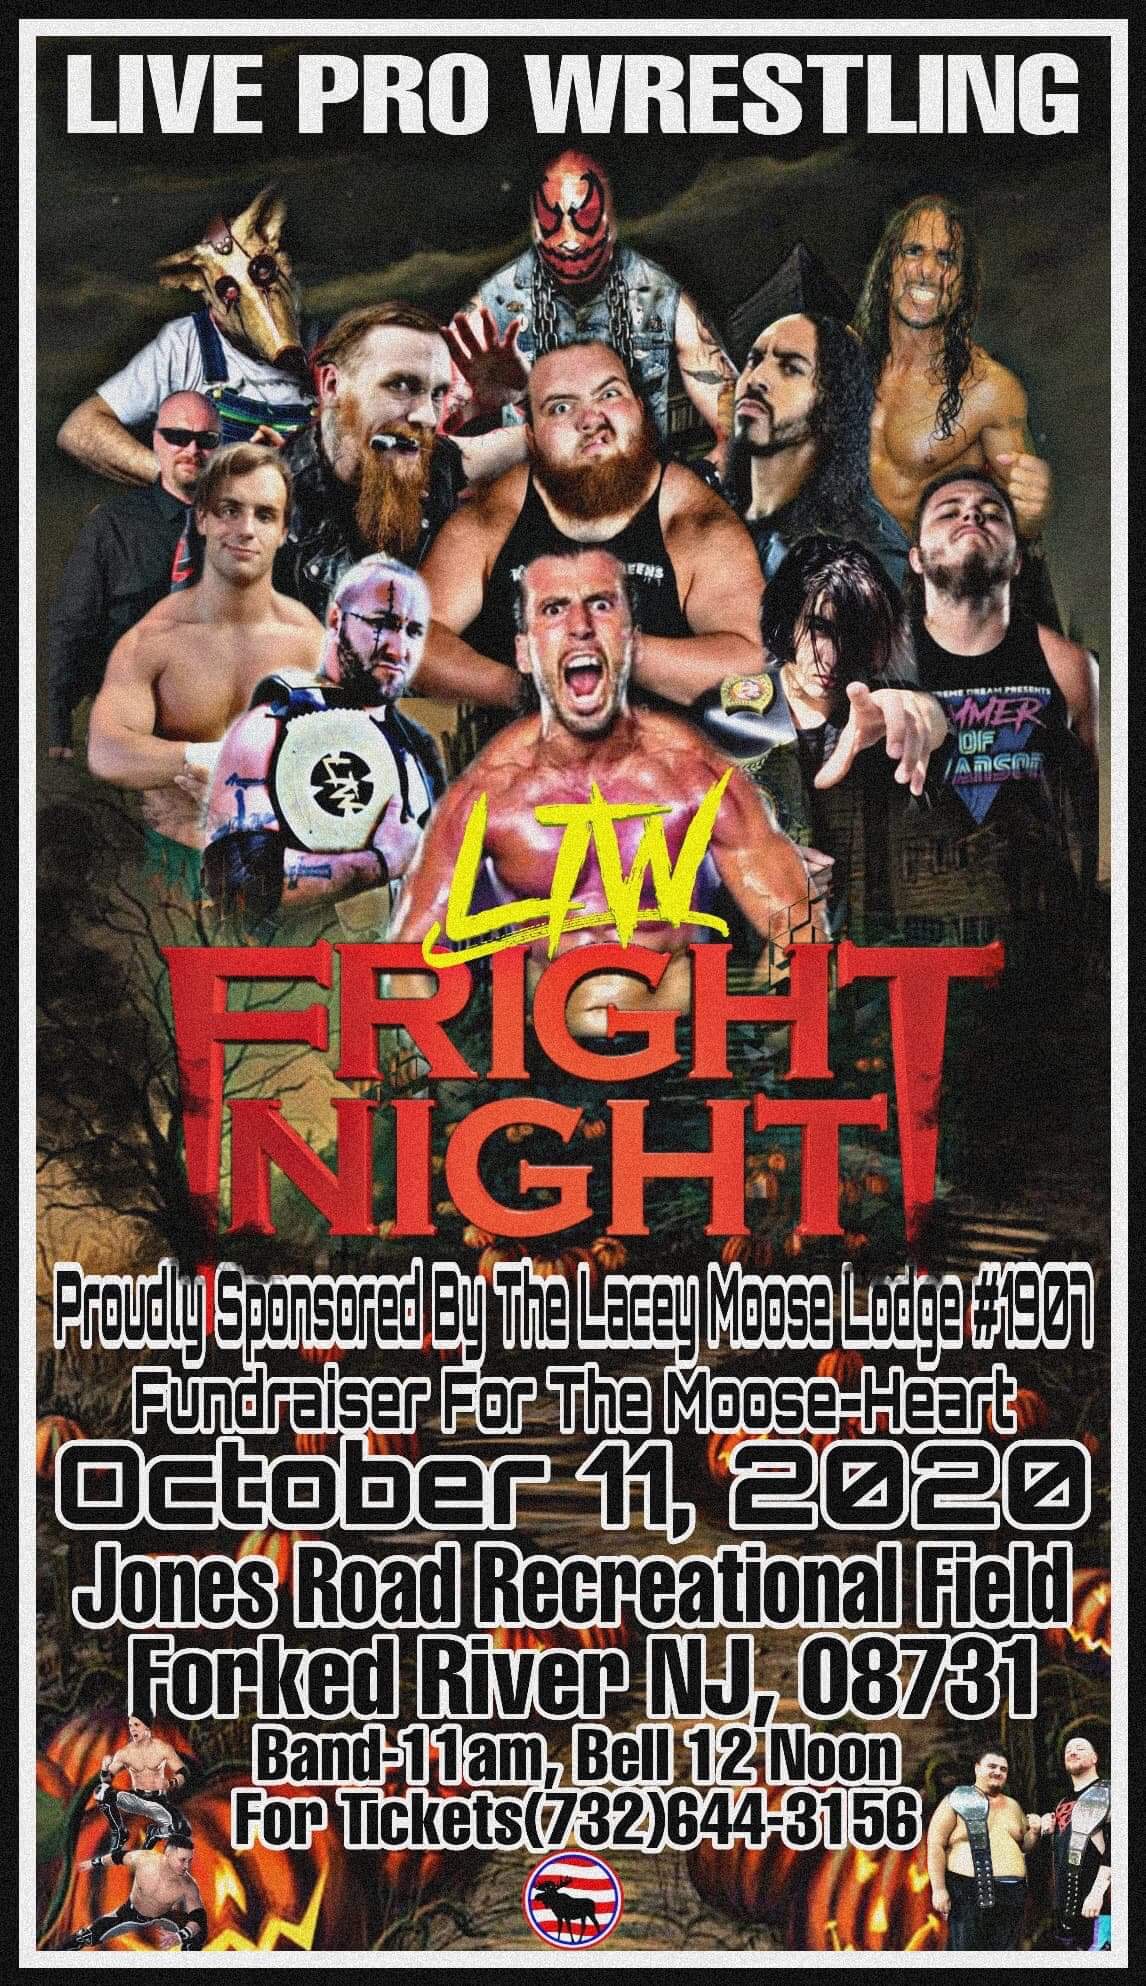 LIVE PRO WRESTLING
LTW
FRIGHT
NIGHT
Proudly Sponsored By The Lacey Moose Lodge #1907
Fundraiser For The Moose-Heart
October 11, 2020
Jones Road Recreational Field
Forked River NJ, 08731
Band-11am, Bell 12 Noon
For Tickets(732)644-3156